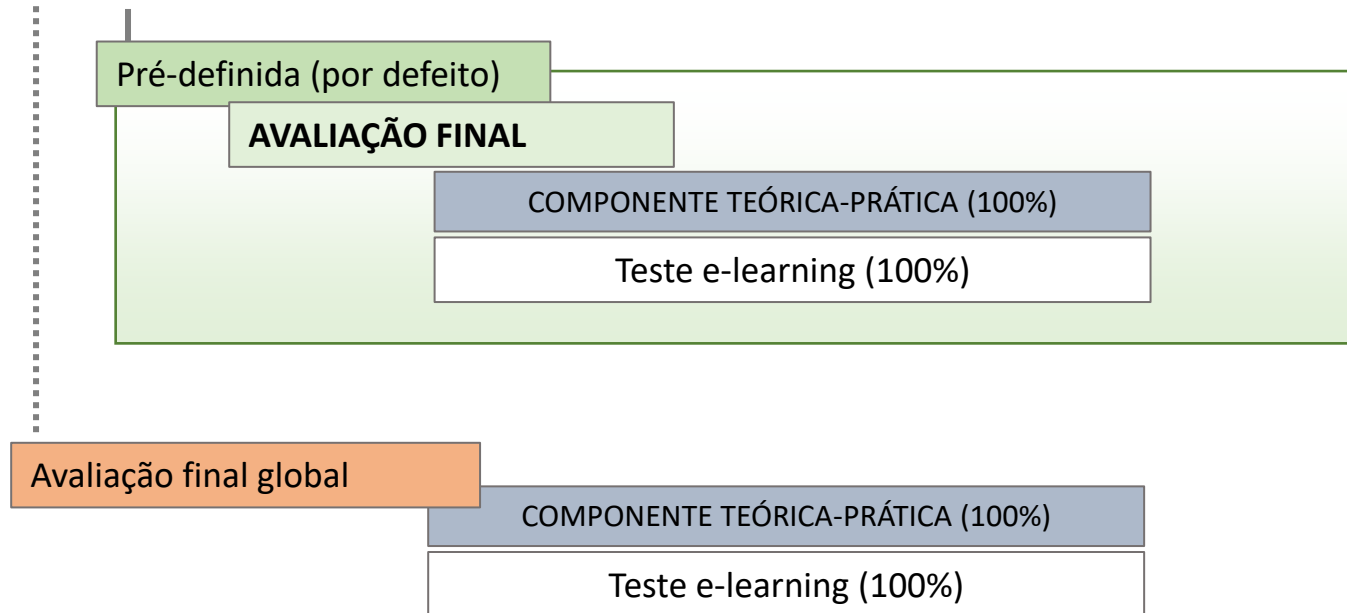 Pré-definida (por defeito)
AVALIAÇÃO FINAL
COMPONENTE TEÓRICA-PRÁTICA (100%)
Teste e-learning (100%)
Avaliação final global
COMPONENTE TEÓRICA-PRÁTICA (100%)
Teste e-learning (100%)